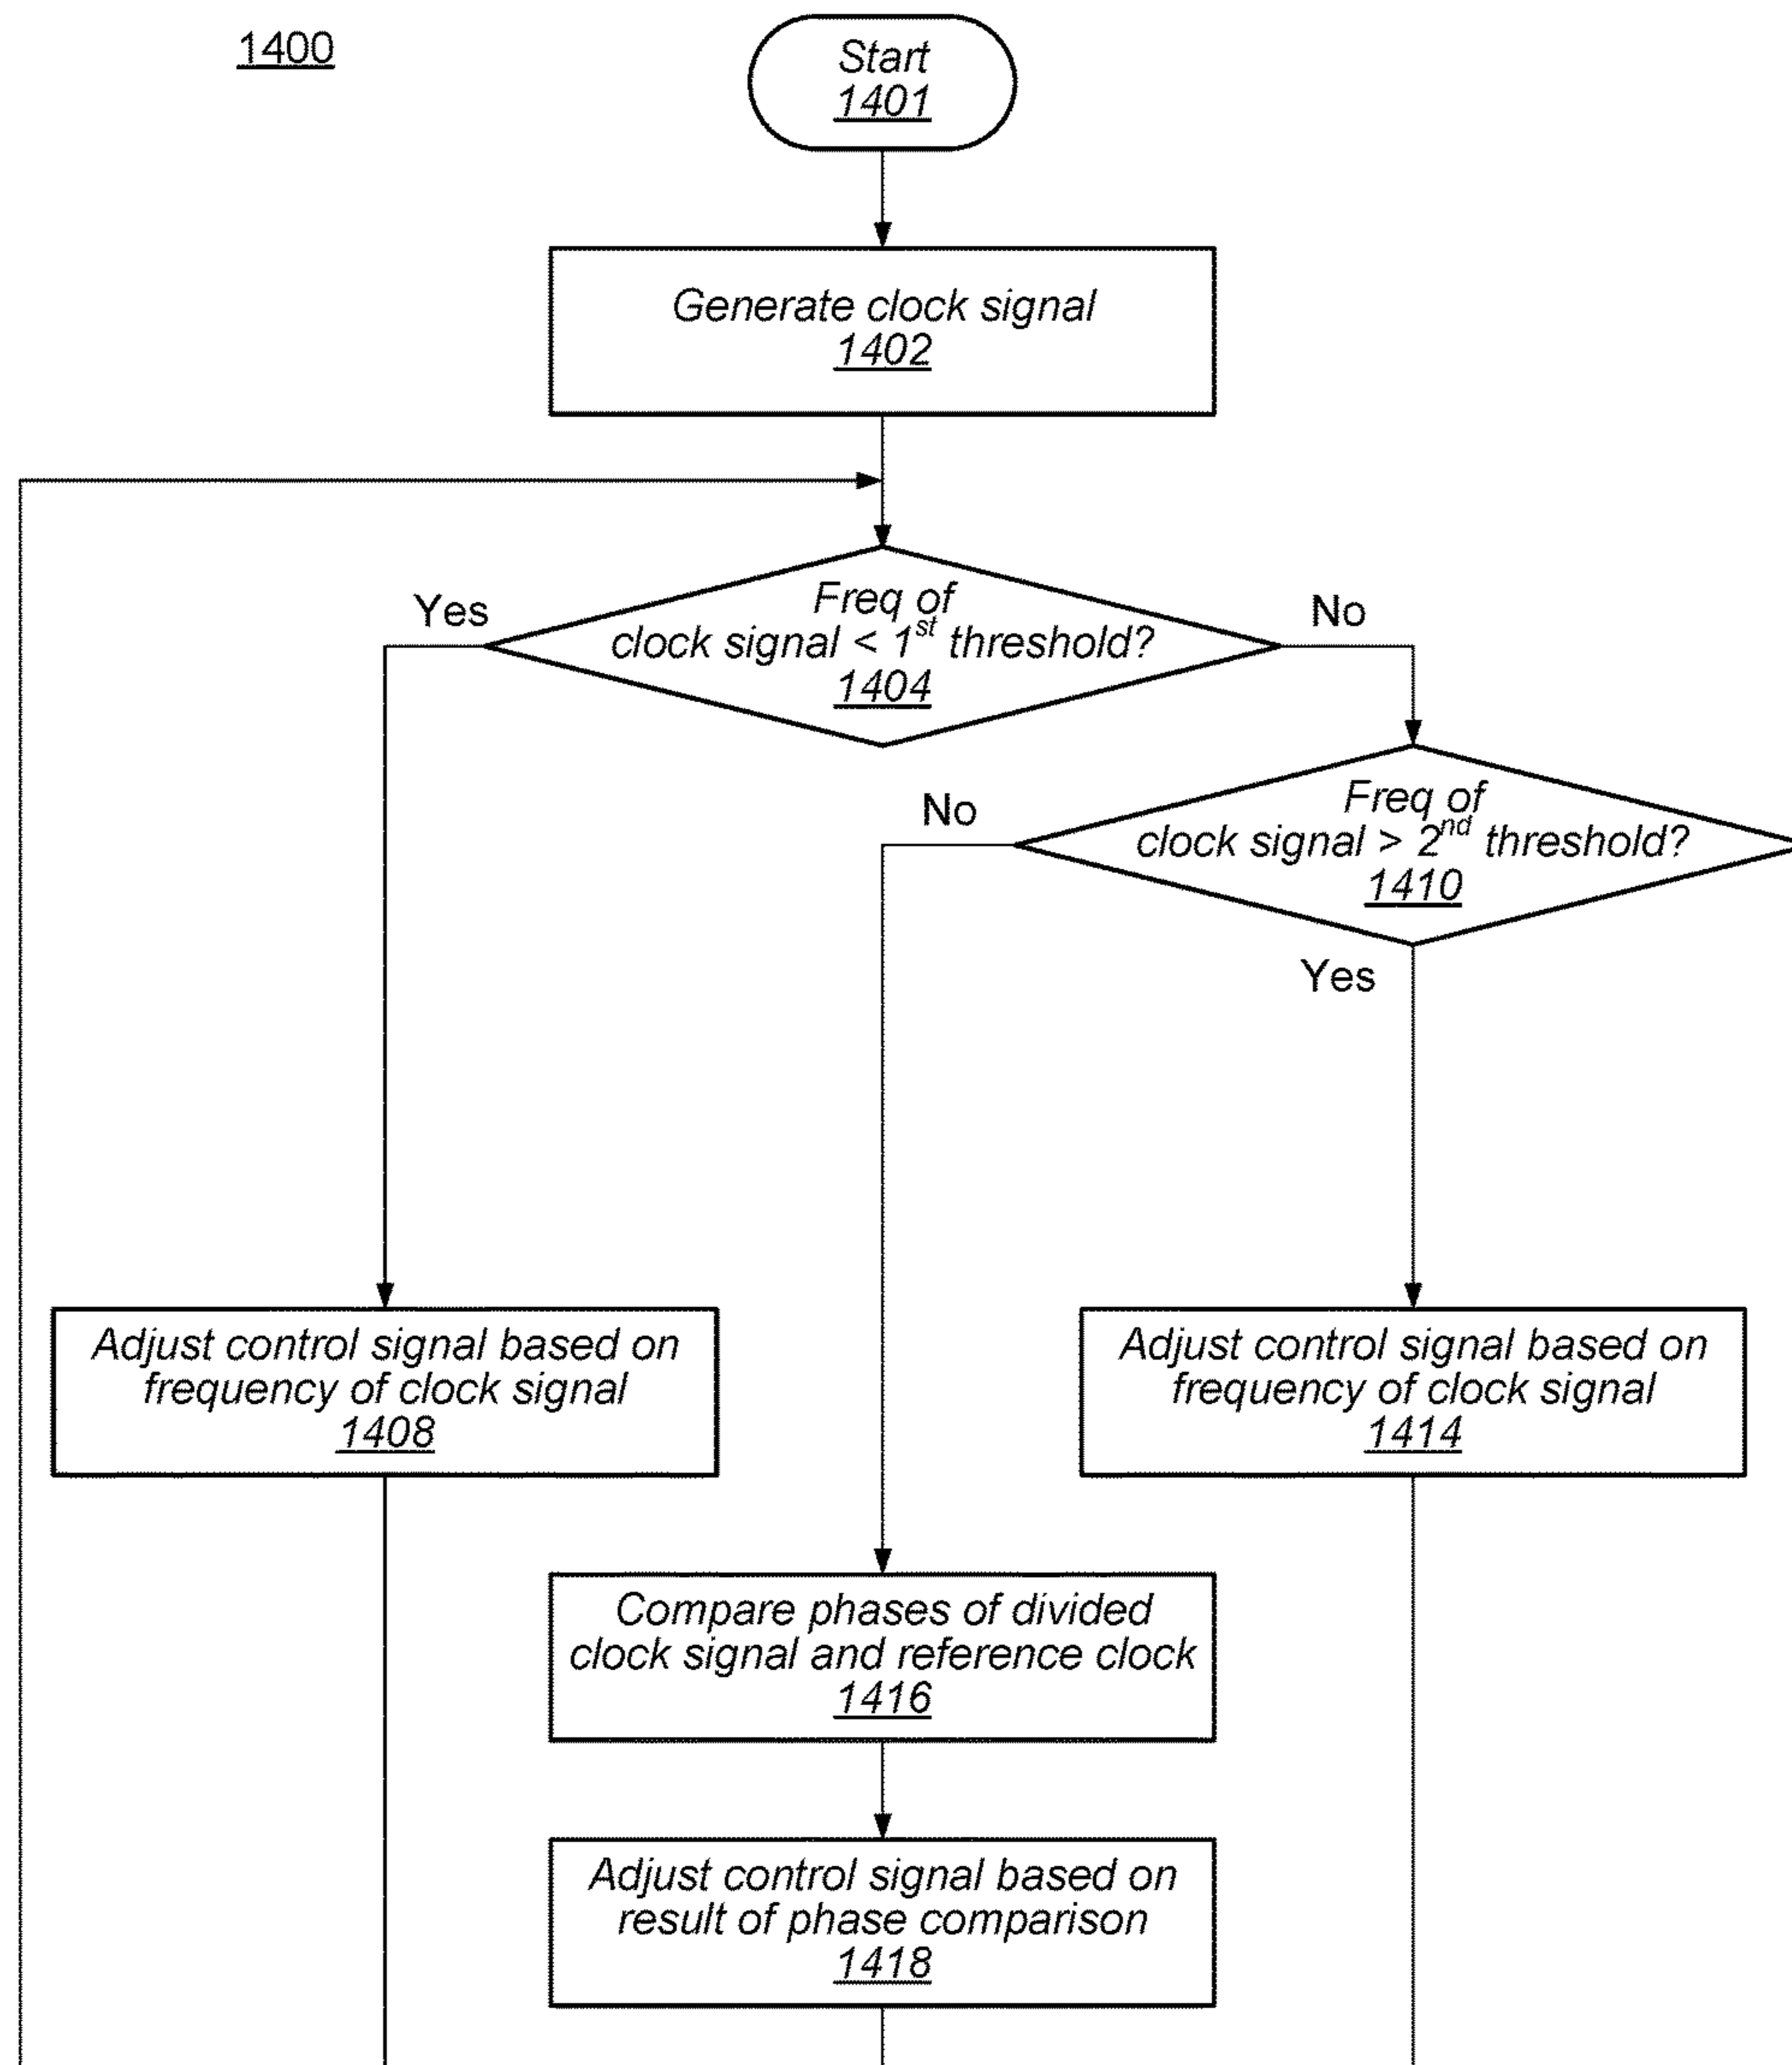 1400
Start
1401
Generate clock signal
1402
Yes
Freq of
clock signal < 1st threshold?
1404
No
No
Freq of
clock signal > 2nd threshold?
1410
Yes
Adjust control signal based on
frequency of clock signal
1408
Adjust control signal based on
frequency of clock signal
1414
Compare phases of divided
clock signal and reference clock
1416
Adjust control signal based on
result of phase comparison
1418